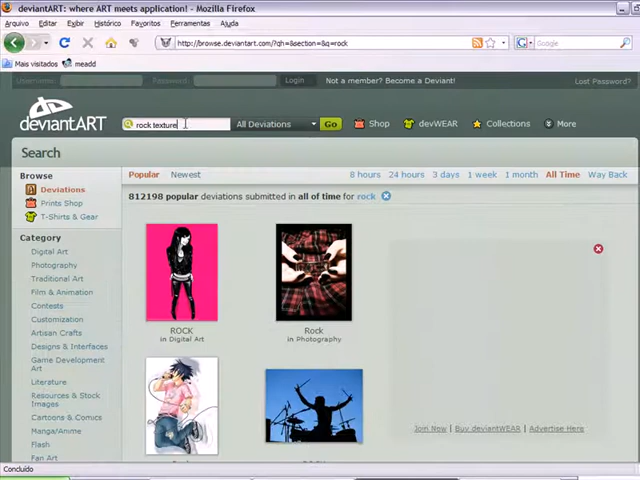 deviantART: where ART meets application! - Mozilla Firefox
Arquivo Editar Exibir Histórico Favoritos Ferramentas Ajuda
http://browse.deviantart.com/?qh=&section=&q=rock
Google
Mais visitados meadd
Username: Password: Login Not a member? Become a Deviant! Lost Password?
deviantART
rock texture All Deviations Go Shop deviWEAR Collections More
Search
Browse
Popular Newest
8 hours 24 hours 3 days 1 week 1 month All Time Way Back
Deviations
Prints Shop
T-Shirts & Gear
812198 popular deviations submitted in all of time for rock
Category
Digital Art
Photography
Traditional Art
Film & Animation
Contests
Customization
Artisan Crafts
Designs & Interfaces
Game Development Art
Literature
Resources & Stock Images
Cartoons & Comics
Manga/Anime
Flash
Fan Art
ROCK
in Digital Art
Rock
in Photography
Join Now | Buy deviantWEAR | Advertise Here
Concluído